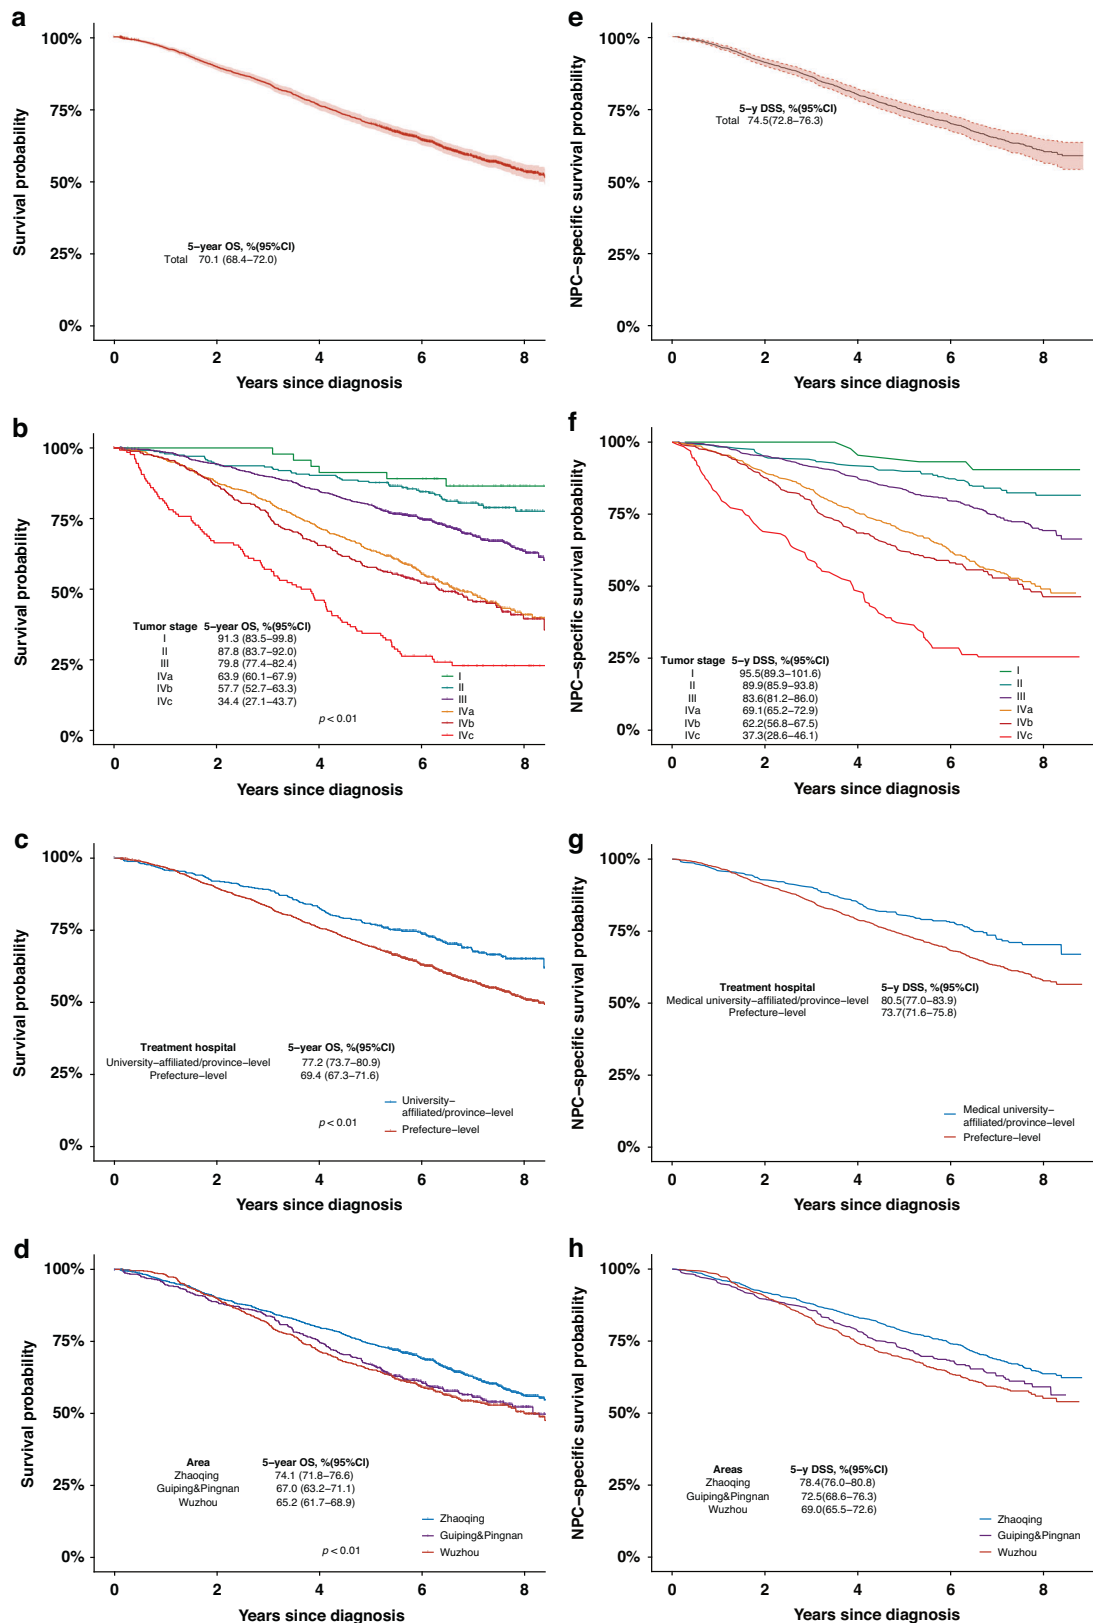 a
100%
75%
50%
25%
0%
Survival probability
5−year OS, %(95%CI)
Total 70.1 (68.4−72.0)
0 2 4 6 8
Years since diagnosis
e
100%
75%
50%
25%
0%
NPC−specific survival probability
5−y DSS, %(95%CI)
Total 74.5(72.8−76.3)
0 2 4 6 8
Years since diagnosis
b
100%
75%
50%
25%
0%
Survival probability
Tumor stage 5−year OS, %(95%CI)
I 91.3 (83.5−99.8)
II 87.8 (83.7−92.0)
III 79.8 (77.4−82.4)
IVa 63.9 (60.1−67.9)
IVb 57.7 (52.7−63.3)
IVc 34.4 (27.1−43.7)
p < 0.01
I
II
III
IVa
IVb
IVc
0 2 4 6 8
Years since diagnosis
f
100%
75%
50%
25%
0%
NPC−specific survival probability
Tumor stage 5−y DSS, %(95%CI)
I 95.5(89.3−101.6)
II 89.9(85.9−93.8)
III 83.6(81.2−86.0)
IVa 69.1(65.2−72.9)
IVb 62.2(56.8−67.5)
IVc 37.3(28.6−46.1)
I
II
III
IVa
IVb
IVc
0 2 4 6 8
Years since diagnosis
c
100%
75%
50%
25%
0%
Survival probability
Treatment hospital 5−year OS, %(95%CI)
University−affiliated/province−level 77.2 (73.7−80.9)
Prefecture−level 69.4 (67.3−71.6)
p < 0.01
University−
affiliated/province−level
Prefecture−level
0 2 4 6 8
Years since diagnosis
g
100%
75%
50%
25%
0%
NPC−specific survival probability
Treatment hospital 5−y DSS, %(95%CI)
Medical university−affiliated/province−level 80.5(77.0−83.9)
Prefecture−level 73.7(71.6−75.8)
Medical university−
affiliated/province−level
Prefecture−level
0 2 4 6 8
Years since diagnosis
d
100%
75%
50%
25%
0%
Survival probability
Area 5−year OS, %(95%CI)
Zhaoqing 74.1 (71.8−76.6)
Guiping&Pingnan 67.0 (63.2−71.1)
Wuzhou 65.2 (61.7−68.9)
p < 0.01
Zhaoqing
Guiping&Pingnan
Wuzhou
0 2 4 6 8
Years since diagnosis
h
100%
75%
50%
25%
0%
NPC−specific survival probability
Areas 5−y DSS, %(95%CI)
Zhaoqing 78.4(76.0−80.8)
Guiping&Pingnan 72.5(68.6−76.3)
Wuzhou 69.0(65.5−72.6)
Zhaoqing
Guiping&Pingnan
Wuzhou
0 2 4 6 8
Years since diagnosis